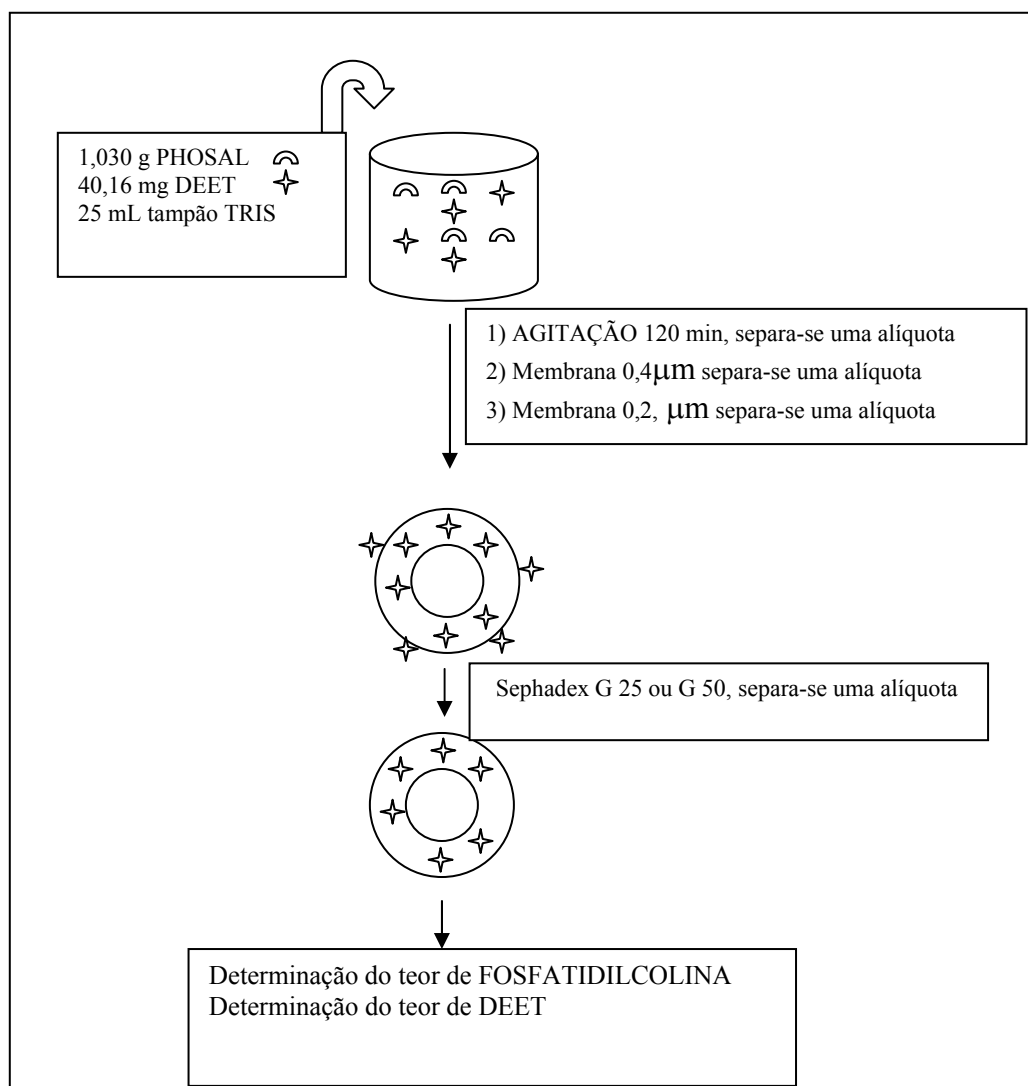 1,030 g PHOSAL
40,16 mg DEET
25 mL tampão TRIS
1) AGITAÇÃO 120 min, separa-se uma alíquota
2) Membrana 0,4μm separa-se uma alíquota
3) Membrana 0,2, μm separa-se uma alíquota
Sephadex G 25 ou G 50, separa-se uma alíquota
Determinação do teor de FOSFATIDILCOLINA
Determinação do teor de DEET